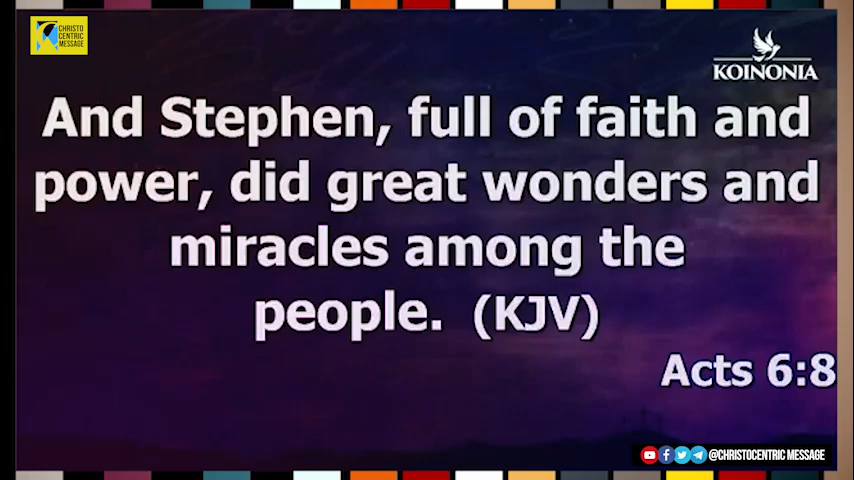 CHRISTO
CENTRIC
MESSAGE
KOINONIA
And Stephen, full of faith and
power, did great wonders and
miracles among the
people. (KJV)
Acts 6:8
@CHRISTOCENTRIC MESSAGE